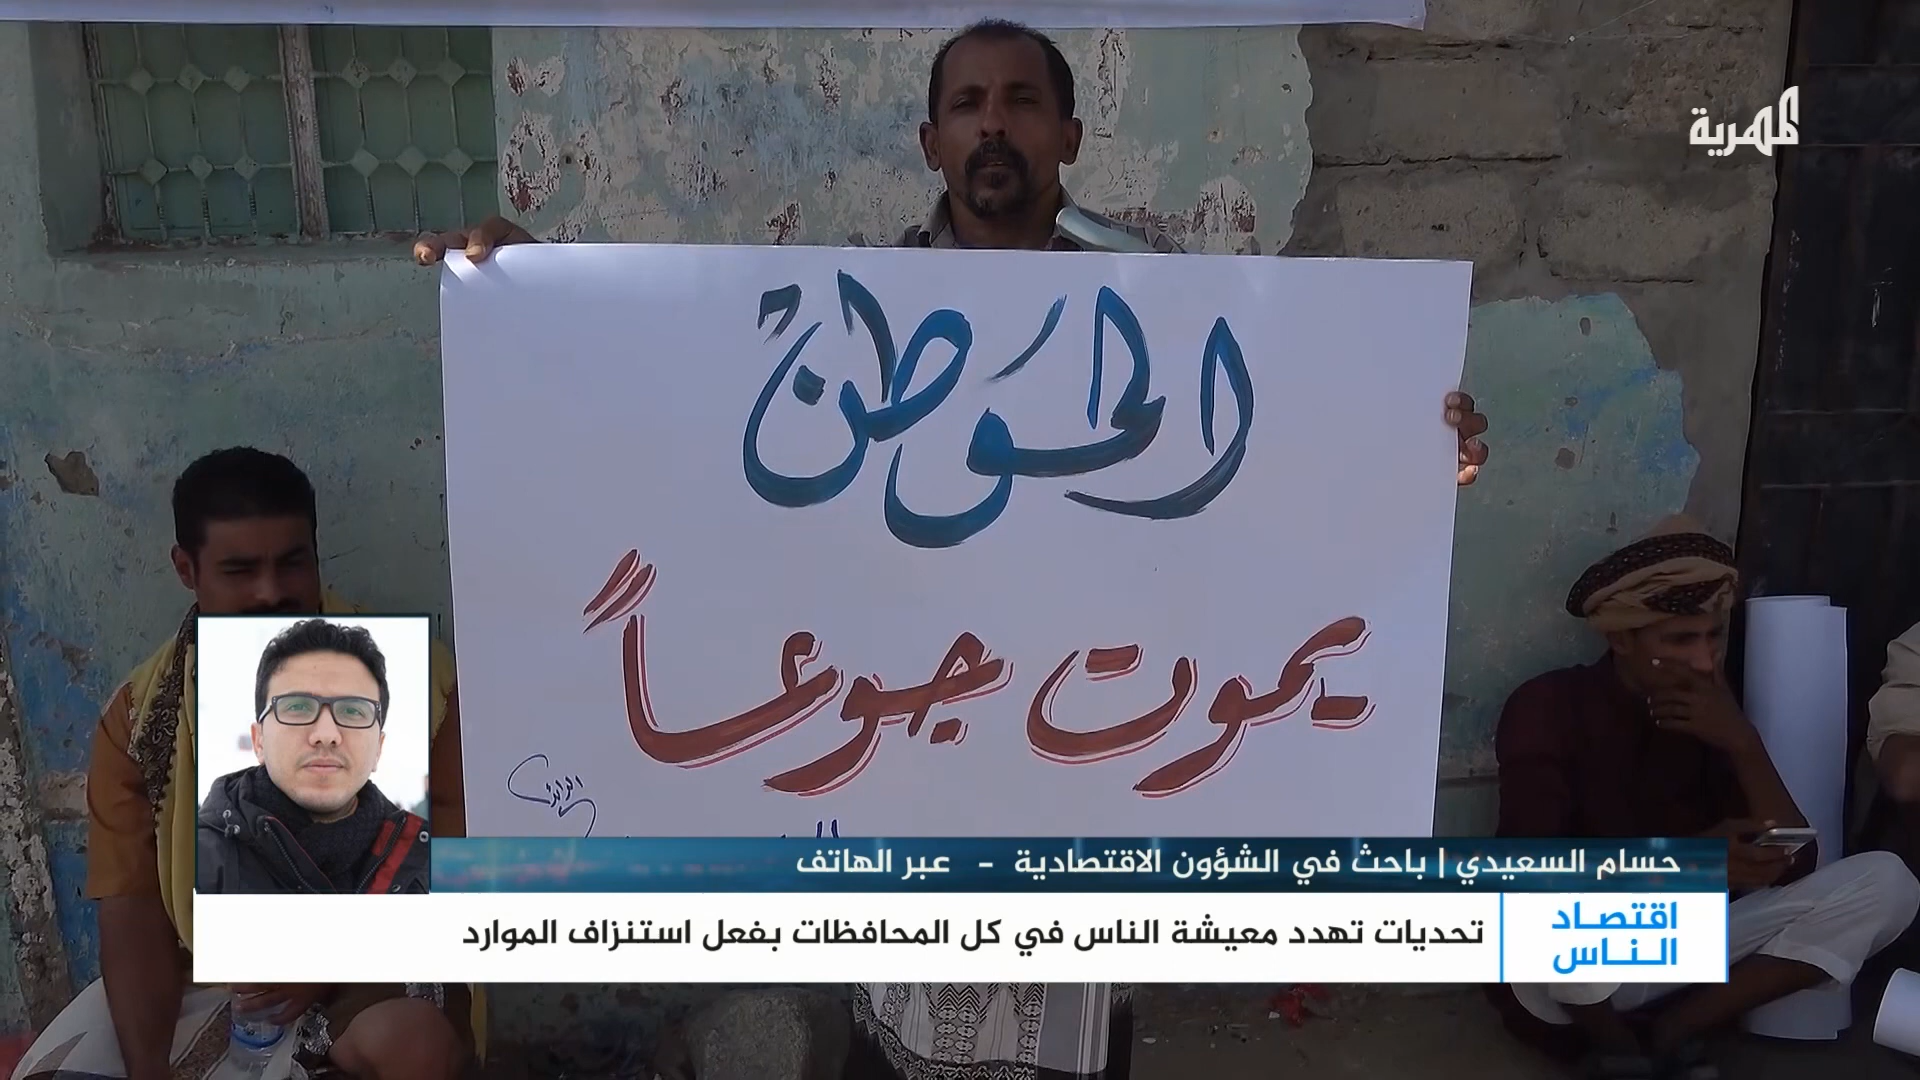 المهرية
المواطن
يموت جوعاً
حسام السعيدي | باحث في الشؤون الاقتصادية - عبر الهاتف
اقتصاد
الناس
تحديات تهدد معيشة الناس في كل المحافظات بفعل استنزاف الموارد